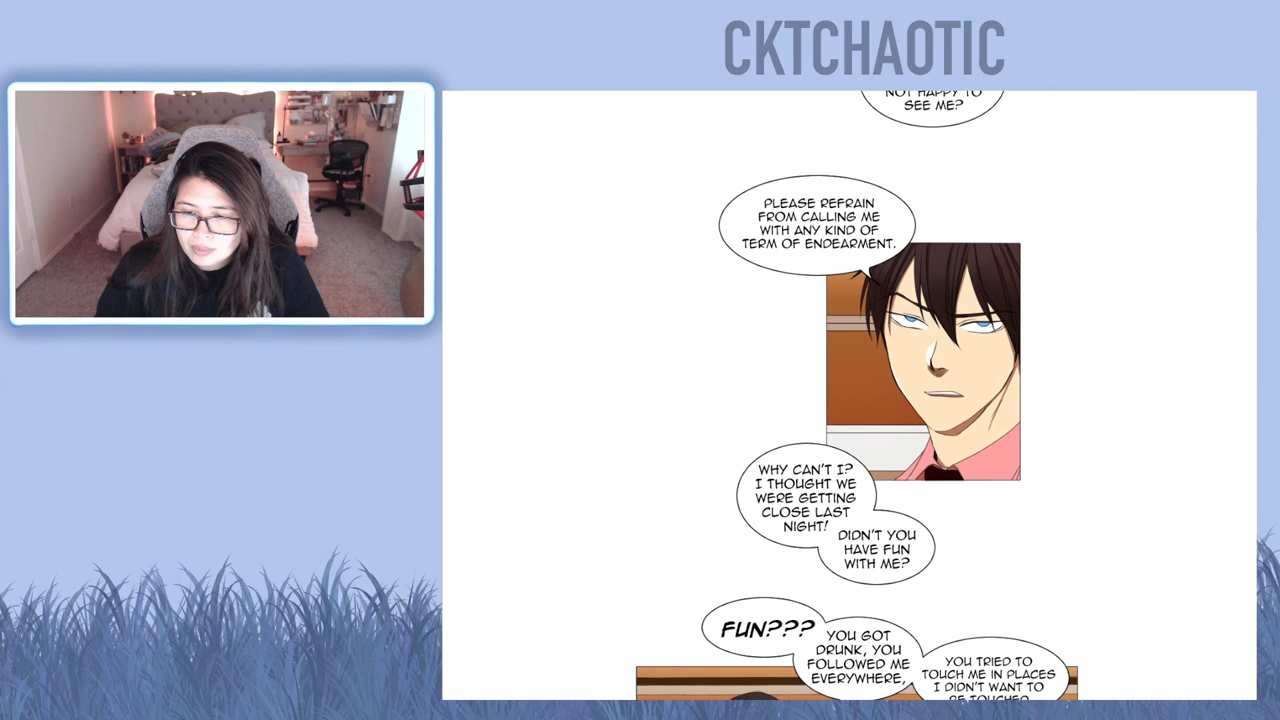 CKTCHAOTIC
NOT HAPPY TO
SEE ME?
PLEASE REFRAIN
FROM CALLING ME
WITH ANY KIND OF
TERM OF ENDEARMENT.
WHY CAN'T I?
I THOUGHT WE
WERE GETTING
CLOSE LAST
NIGHT!
DIDN'T YOU
HAVE FUN
WITH ME?
FUN???
YOU GOT
DRUNK, YOU
FOLLOWED ME
EVERYWHERE,
YOU TRIED TO
TOUCH ME IN PLACES
I DIDN'T WANT TO
BE TOUCHED